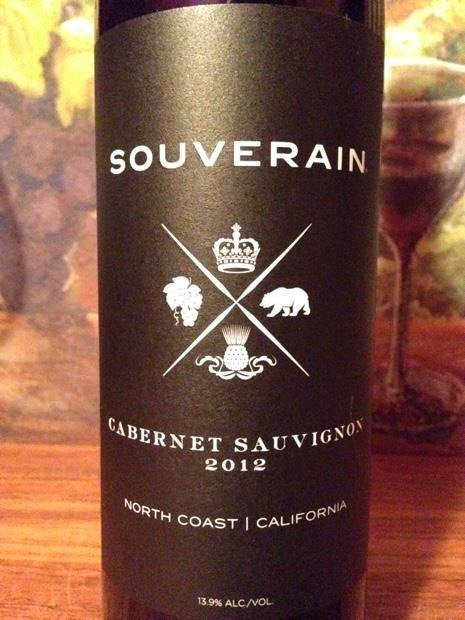 SOUVERAIN
CABERNET SAUVIGNON
2012
NORTH COAST | CALIFORNIA
13.9% ALC/VOL.